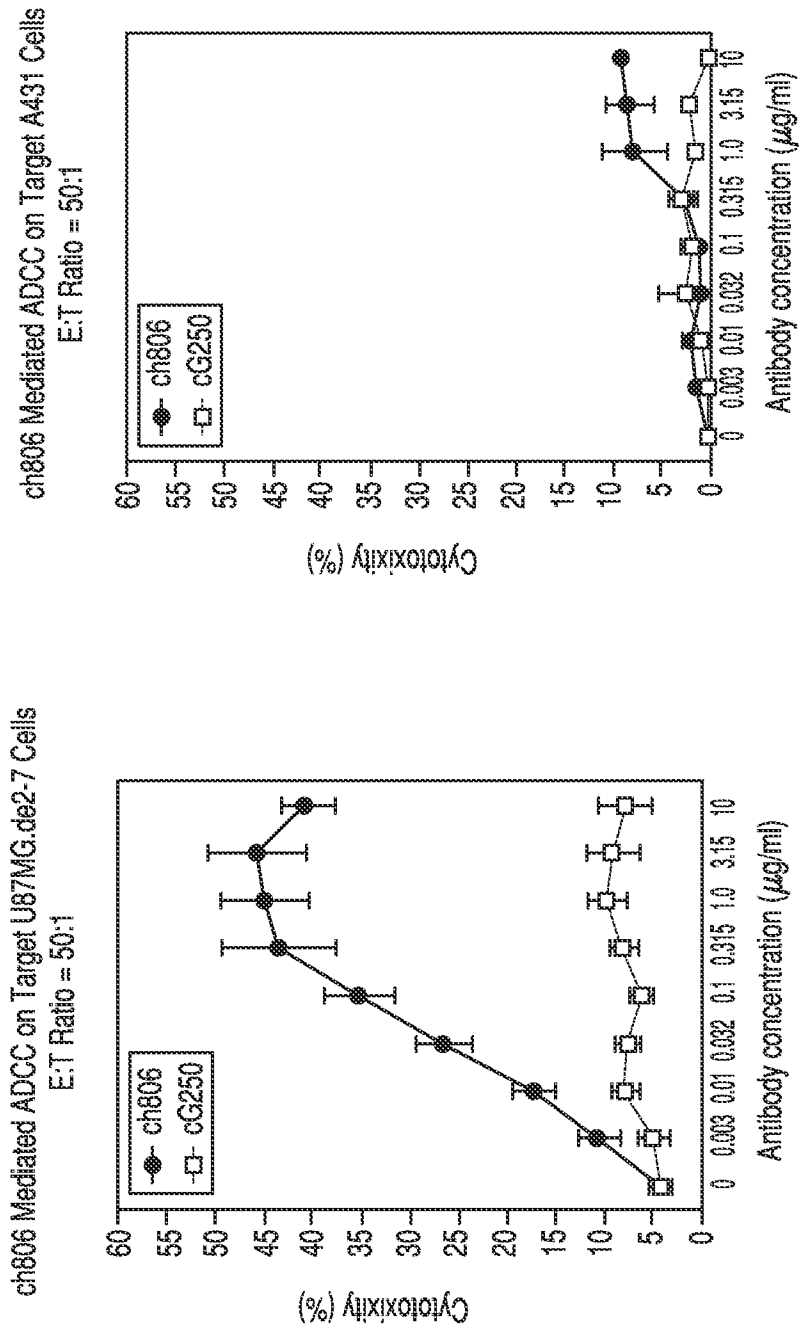 ch806 Mediated ADCC on Target U87MG.de2-7 Cells
E:T Ratio = 50:1
ch806
cG250
Cytotoxixity (%)
60
55
50
45
40
35
30
25
20
15
10
5
0
0 0.003 0.01 0.032 0.1 0.315 1.0 3.15 10
Antibody concentration (µg/ml)
ch806 Mediated ADCC on Target A431 Cells
E:T Ratio = 50:1
ch806
cG250
Cytotoxixity (%)
60
55
50
45
40
35
30
25
20
15
10
5
0
0 0.003 0.01 0.032 0.1 0.315 1.0 3.15 10
Antibody concentration (µg/ml)